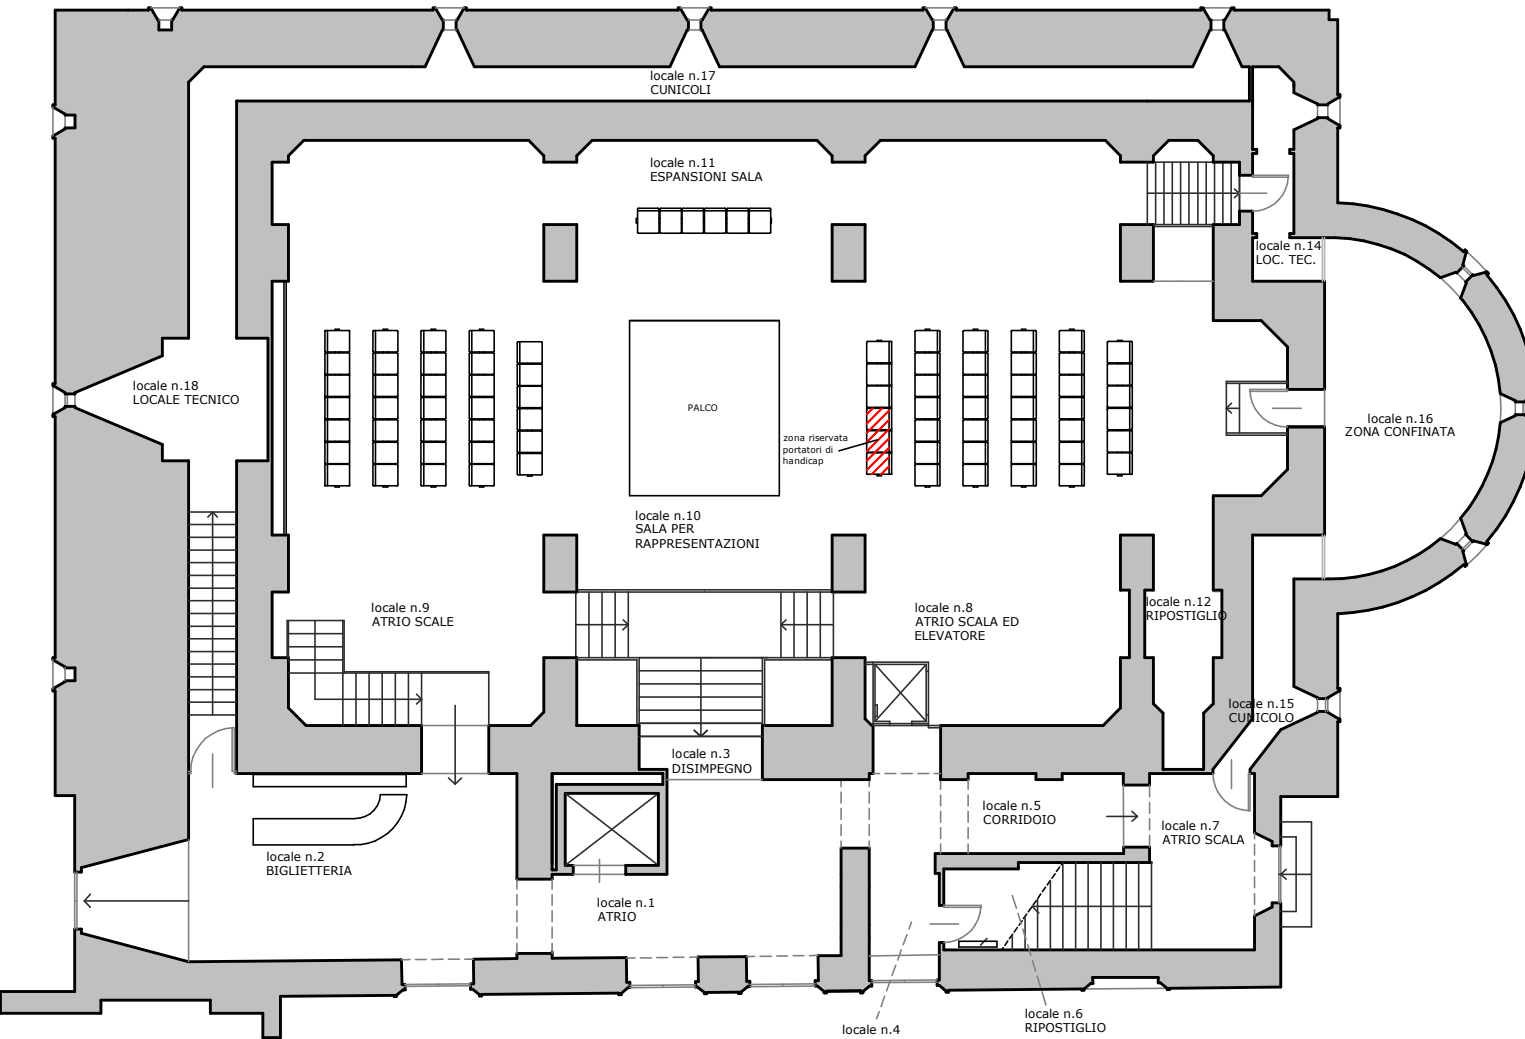 locale n.17
CUNICOLI
locale n.11
ESPANSIONI SALA
locale n.14
LOC. TEC.
locale n.18
LOCALE TECNICO
PALCO
zona riservata
portatori di
handicap
locale n.16
ZONA CONFINATA
locale n.10
SALA PER
RAPPRESENTAZIONI
locale n.9
ATRIO SCALE
locale n.8
ATRIO SCALA ED
ELEVATORE
locale n.12
RIPOSTIGLIO
locale n.15
CUNICOLO
locale n.3
DISIMPEGNO
locale n.5
CORRIDOIO
locale n.7
ATRIO SCALA
locale n.2
BIGLIETTERIA
locale n.1
ATRIO
locale n.4
locale n.6
RIPOSTIGLIO